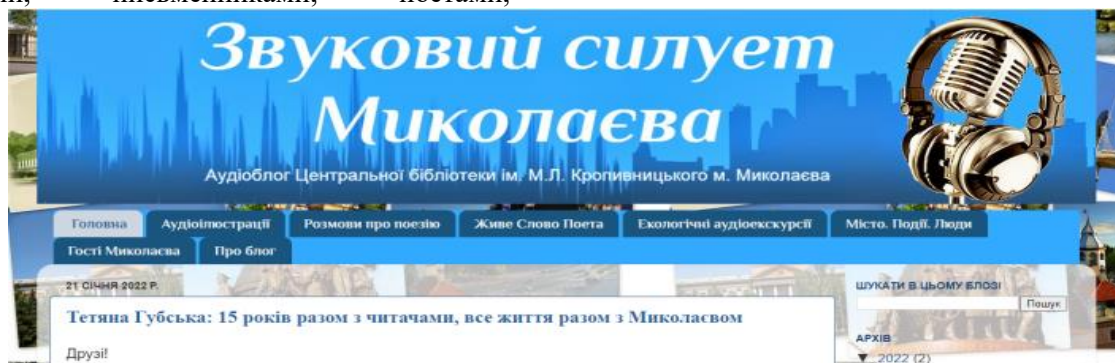 письменниками, поетами,
Звуковий силует
Миколаєва
Аудіоблог Центральної бібліотеки ім. М.Л. Кропивницького м. Миколаєва
Головна Аудіоілюстрації Розмови про поезію Живе Слово Поета Екологічні аудіоекскурсії Місто. Події. Люди
Гості Миколаєва Про блог
21 СІЧНЯ 2022 Р.
ШУКАТИ В ЦЬОМУ БЛОЗІ
Пошук
Тетяна Губська: 15 років разом з читачами, все життя разом з Миколаєвом
Друзі!
АРХІВ
▼ 2022 (2)